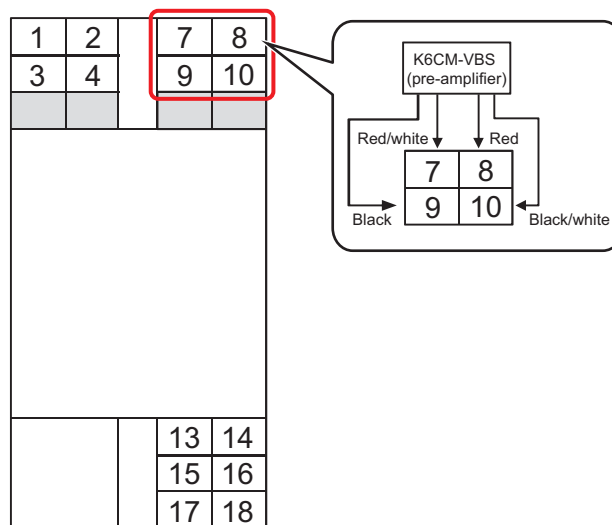 1 2 7 8
3 4 9 10
K6CM-VBS
(pre-amplifier)
Red/white Red
7 8
9 10
Black Black/white
13 14
15 16
17 18